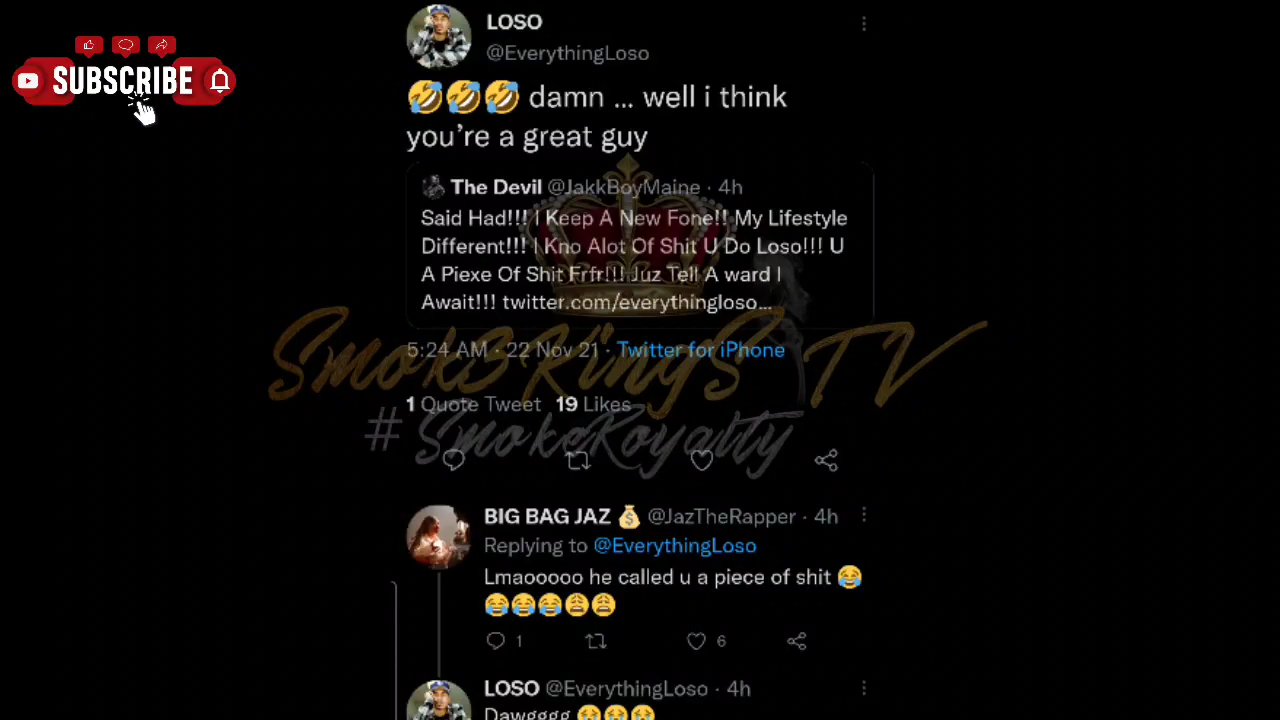 SUBSCRIBE
LOSO
@EverythingLoso
🤣🤣🤣 damn ... well i think
you're a great guy
The Devil @JakkBoyMaine · 4h
Said Had!!! I Keep A New Fone!! My Lifestyle
Different!!! I Kno Alot Of Shit U Do Loso!!! U
A Piexe Of Shit Frfr!!! Juz Tell A ward I
Await!!! twitter.com/everythingloso...
5:24 AM · 22 Nov 21 · Twitter for iPhone
SmokSKingS TV
1 Quote Tweet 19 Likes
#SmokeRoyalty
BIG BAG JAZ 💰 @JazTheRapper · 4h
Replying to @EverythingLoso
Lmaooooo he called u a piece of shit 😂
😂😂😂😩😩
1 6
LOSO @EverythingLoso · 4h
Dawgggg 😭😭😭